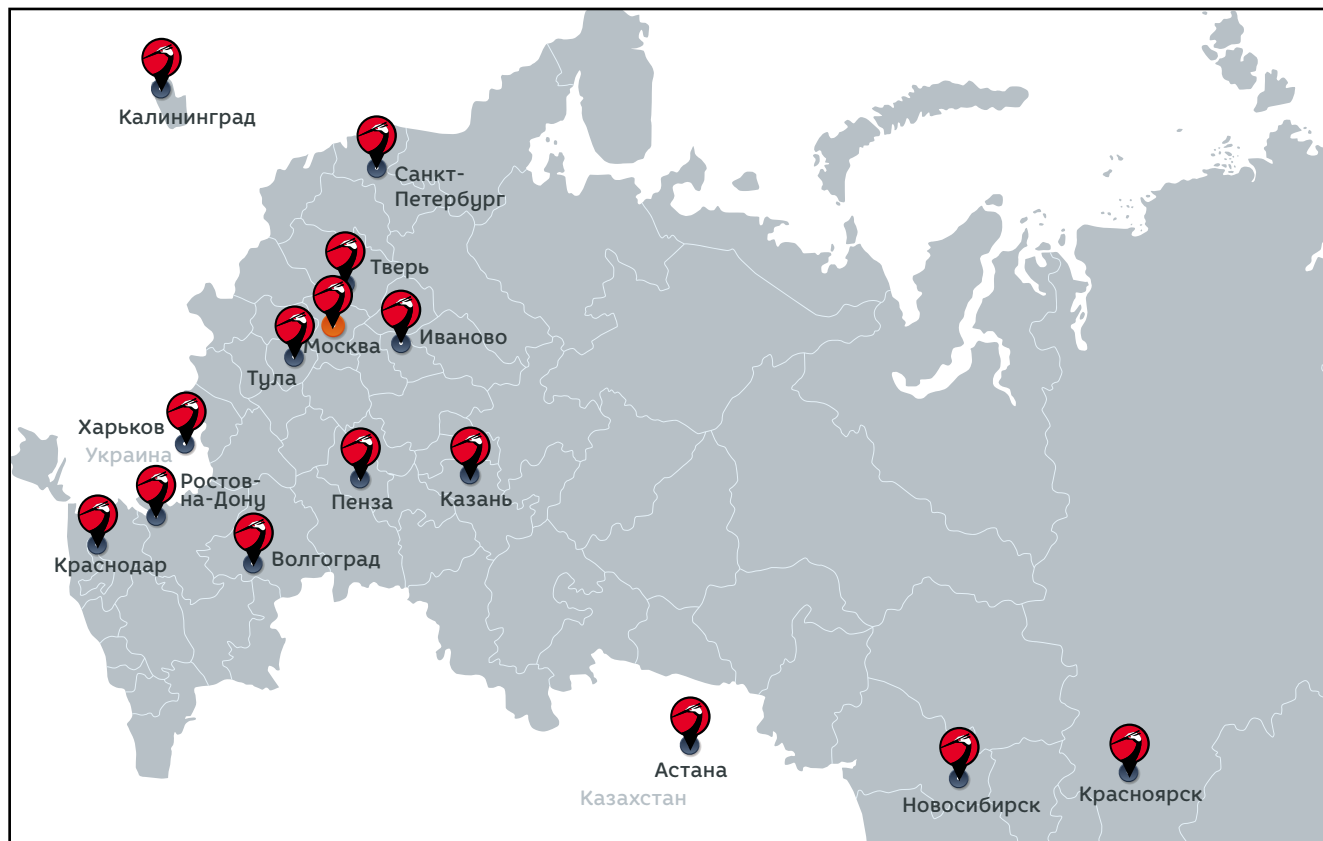 Калининград
Санкт-
Петербург
Тверь
Москва
Иваново
Тула
Харьков
Украина
Ростов-
на-Дону
Пенза
Казань
Краснодар
Волгоград
Астана
Казахстан
Новосибирск
Красноярск